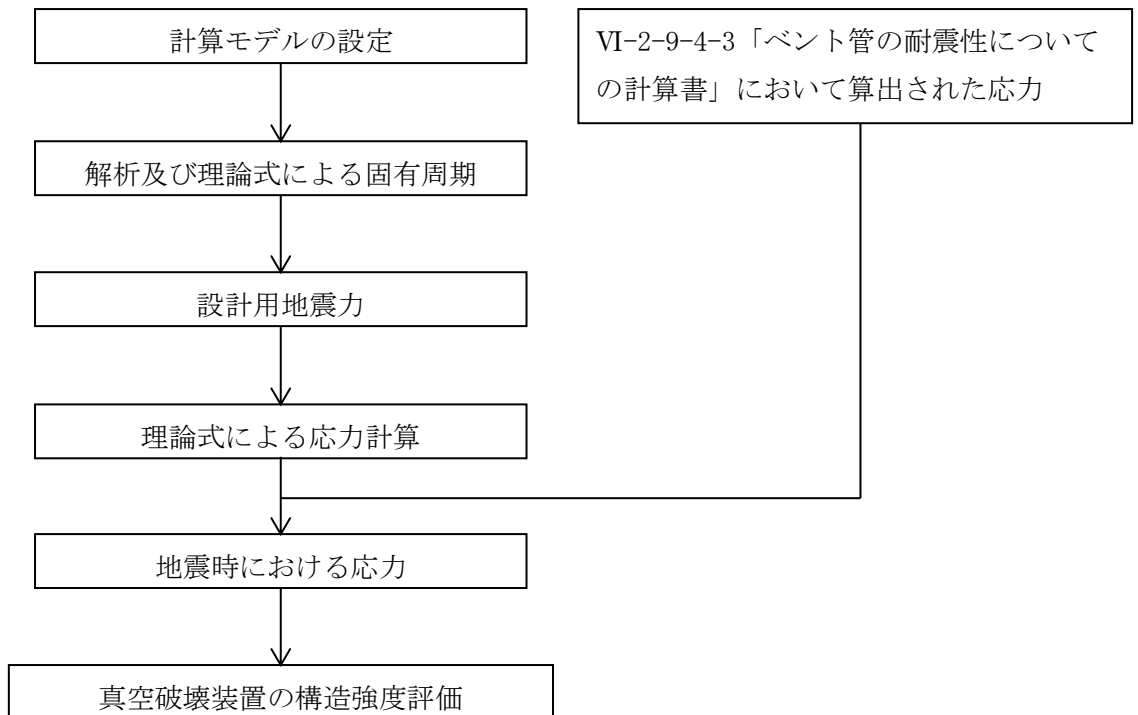 計算モデルの設定
Ⅵ-2-9-4-3「ベント管の耐震性について
の計算書」において算出された応力
解析及び理論式による固有周期
設計用地震力
理論式による応力計算
地震時における応力
真空破壊装置の構造強度評価